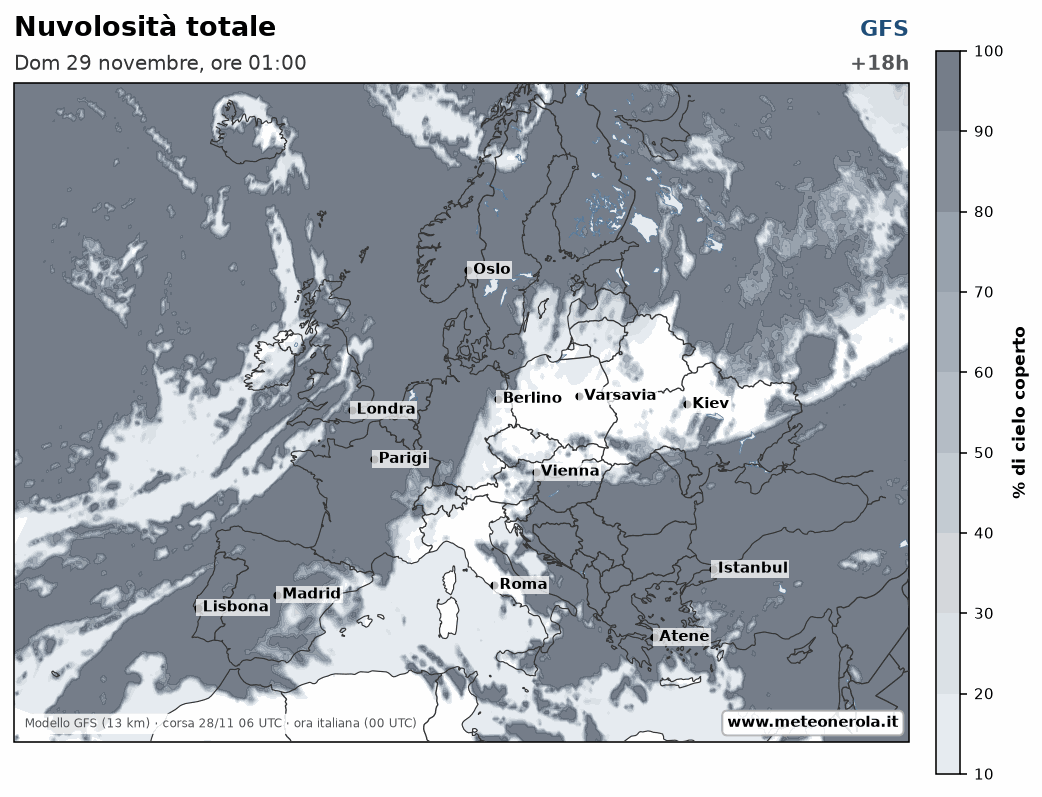 Nuvolosità totale
GFS
Dom 29 novembre, ore 01:00
+18h
100
90
80
70
60
50
40
30
20
10
% di cielo coperto
Oslo
Berlino
Varsavia
Kiev
Londra
Parigi
Vienna
Istanbul
Roma
Madrid
Lisbona
Atene
Modello GFS (13 km) · corsa 28/11 06 UTC · ora italiana (00 UTC)
www.meteonerola.it